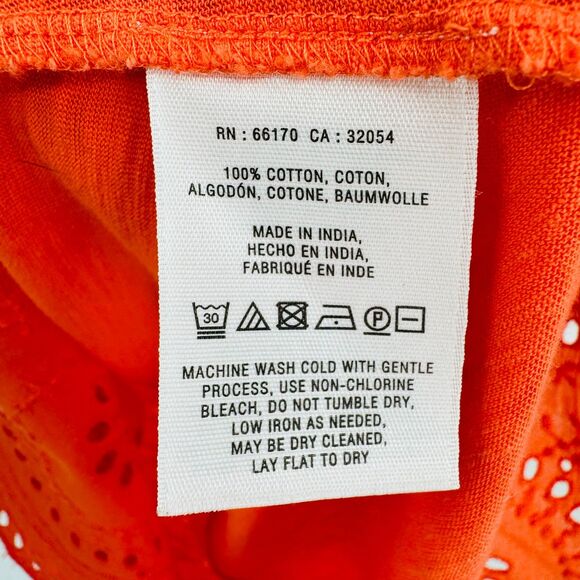 RN : 66170 CA : 32054
100% COTTON, COTON,
ALGODÓN, COTONE, BAUMWOLLE
MADE IN INDIA,
HECHO EN INDIA,
FABRIQUÉ EN INDE
30 P
MACHINE WASH COLD WITH GENTLE
PROCESS, USE NON-CHLORINE
BLEACH, DO NOT TUMBLE DRY,
LOW IRON AS NEEDED,
MAY BE DRY CLEANED,
LAY FLAT TO DRY